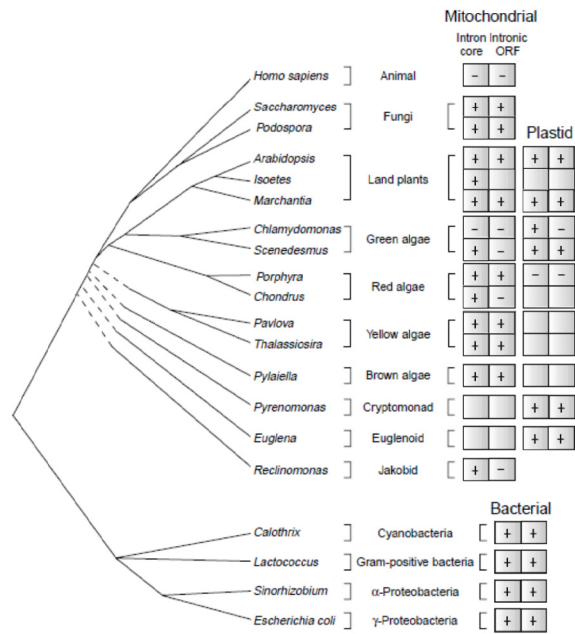 Mitochondrial
Intron Intronic
core ORF
Homo sapiens Animal − −
Saccharomyces + +
Fungi
Podospora + +
Plastid
Arabidopsis + + + +
Isoetes Land plants +
Marchantia + + + +
Chlamydomonas − − + −
Green algae
Scenedesmus + − + +
Porphyra + + − −
Red algae
Chondrus + −
Pavlova + +
Yellow algae
Thalassiosira + +
Pylaiella Brown algae + +
Pyrenomonas Cryptomonad + +
Euglena Euglenoid + +
Reclinomonas Jakobid + −
Bacterial
Calothrix Cyanobacteria + +
Lactococcus Gram-positive bacteria + +
Sinorhizobium α-Proteobacteria + +
Escherichia coli γ-Proteobacteria + +